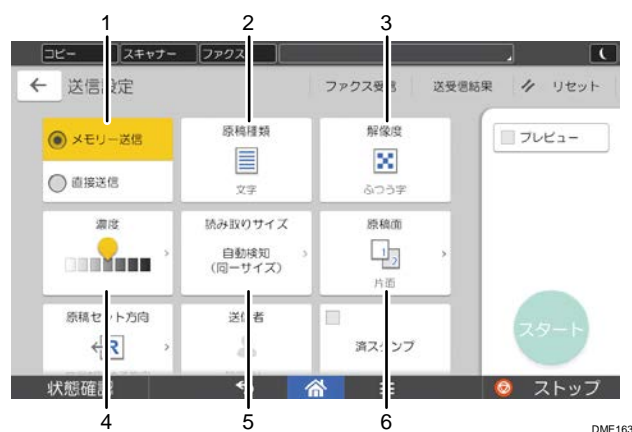 1 2 3
コピー スキャナー ファクス
送信設定 ファクス受信 送受信結果 リセット
メモリー送信
直接送信
原稿種類
文字
解像度
ふつう字
プレビュー
濃度
読み取りサイズ
自動検知
(同一サイズ)
原稿面
1 2
片面
原稿セット方向
R
送信者
済スタンプ
スタート
状態確認 ストップ
4 5 6
DMF163